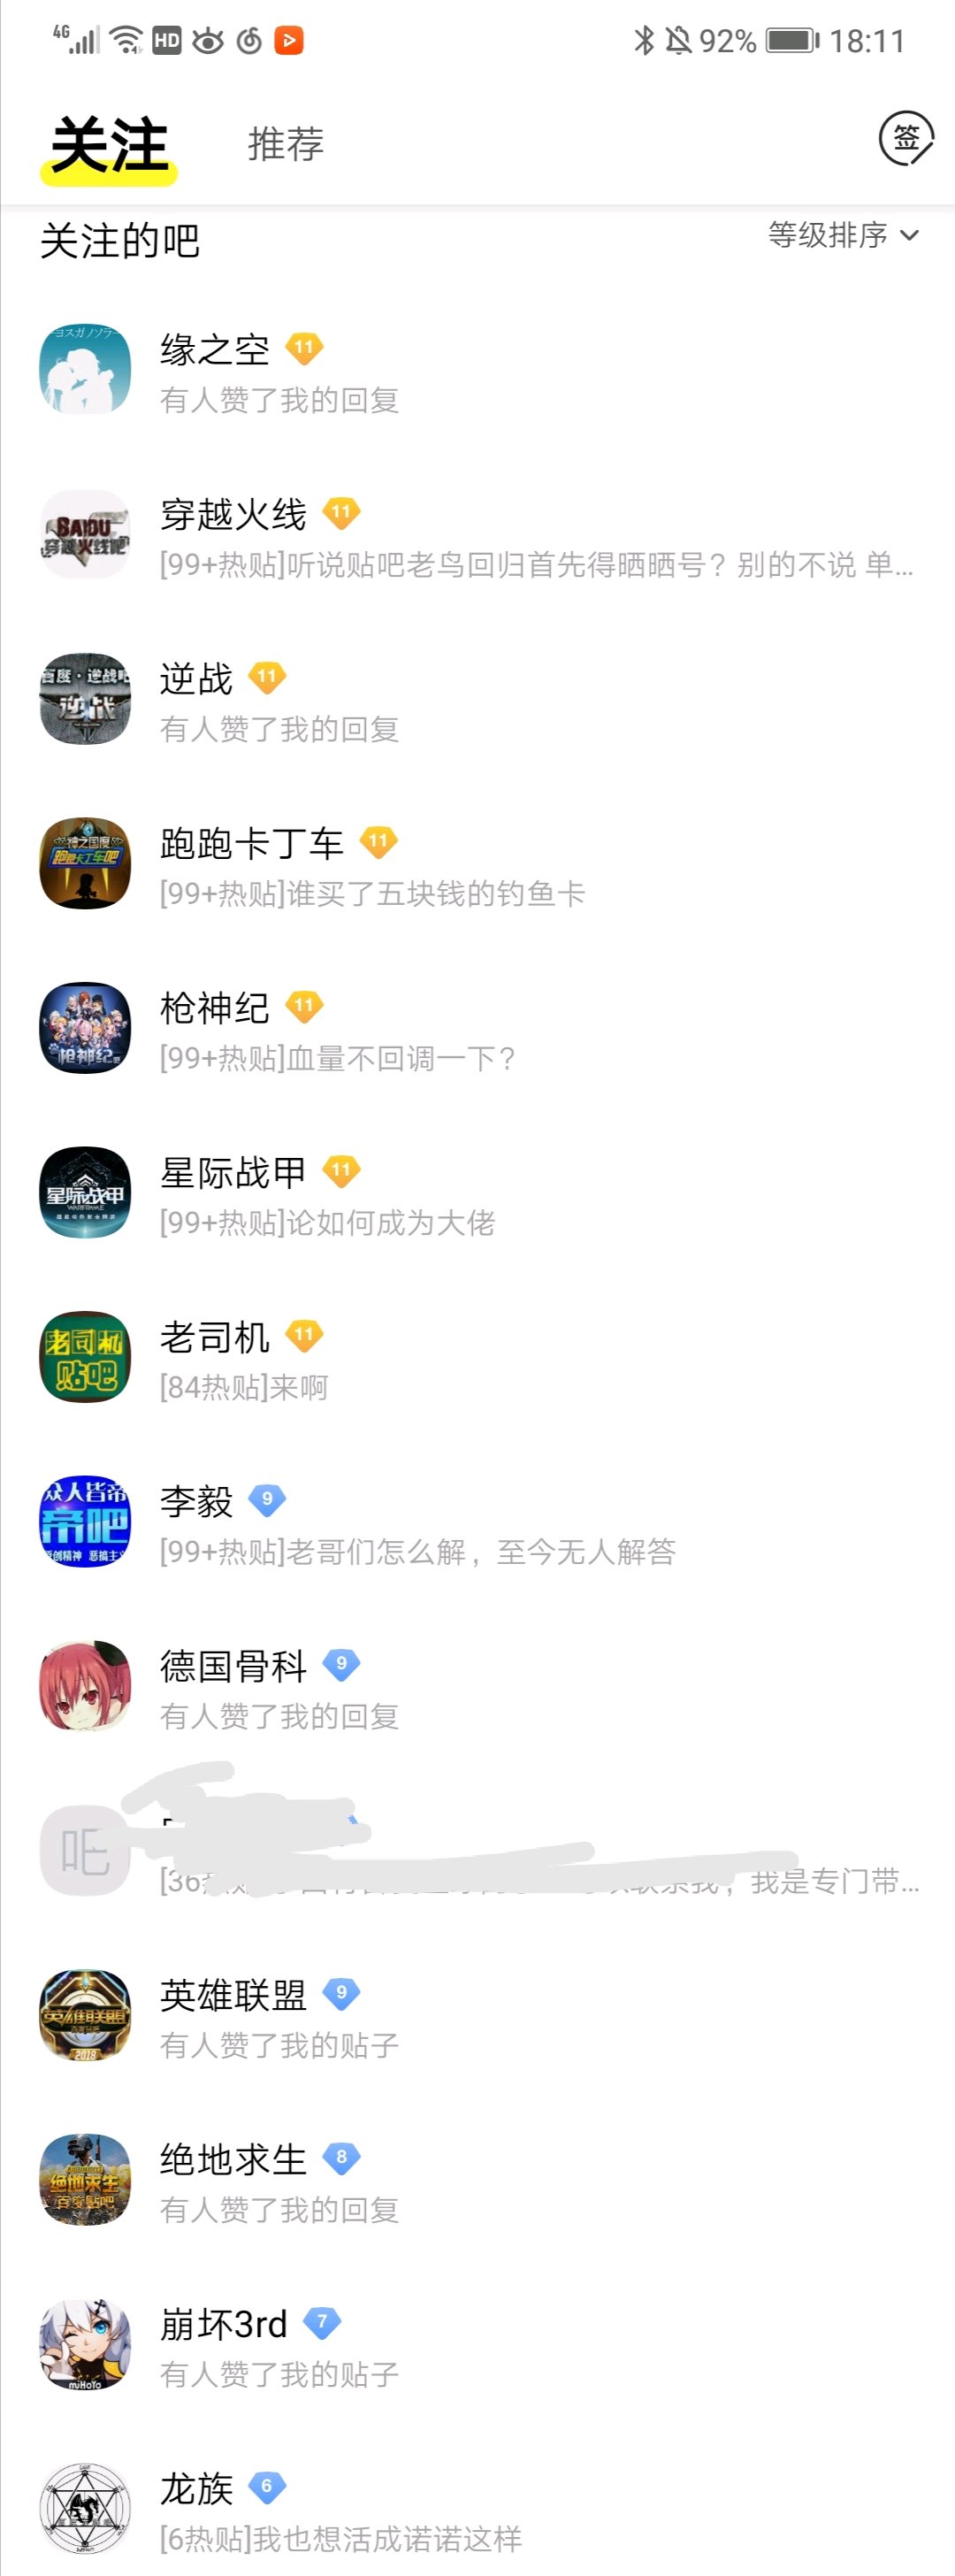 4G HD 92% 18:11
关注 推荐 签
关注的吧 等级排序
ヨスガノソラ
缘之空 11
有人赞了我的回复
BAIDU
穿越火线吧
穿越火线 11
[99+热贴]听说贴吧老鸟回归首先得晒晒号？别的不说 单...
百度·逆战吧
逆战
逆战 11
有人赞了我的回复
神之国度
跑跑卡丁车吧
跑跑卡丁车 11
[99+热贴]谁买了五块钱的钓鱼卡
枪神纪吧
枪神纪 11
[99+热贴]血量不回调一下？
星际战甲
WARFRAME
星际战甲 11
[99+热贴]论如何成为大佬
老司机
贴吧
老司机 11
[84热贴]来啊
众人皆帝
帝吧
原创精神 恶搞主义
李毅 9
[99+热贴]老哥们怎么解，至今无人解答
德国骨科 9
有人赞了我的回复
吧
[36 我是专门带...
英雄联盟
2018
英雄联盟 9
有人赞了我的贴子
绝地求生
百度贴吧
绝地求生 8
有人赞了我的回复
miHoYo
崩坏3rd 7
有人赞了我的贴子
龙族 6
[6热贴]我也想活成诺诺这样